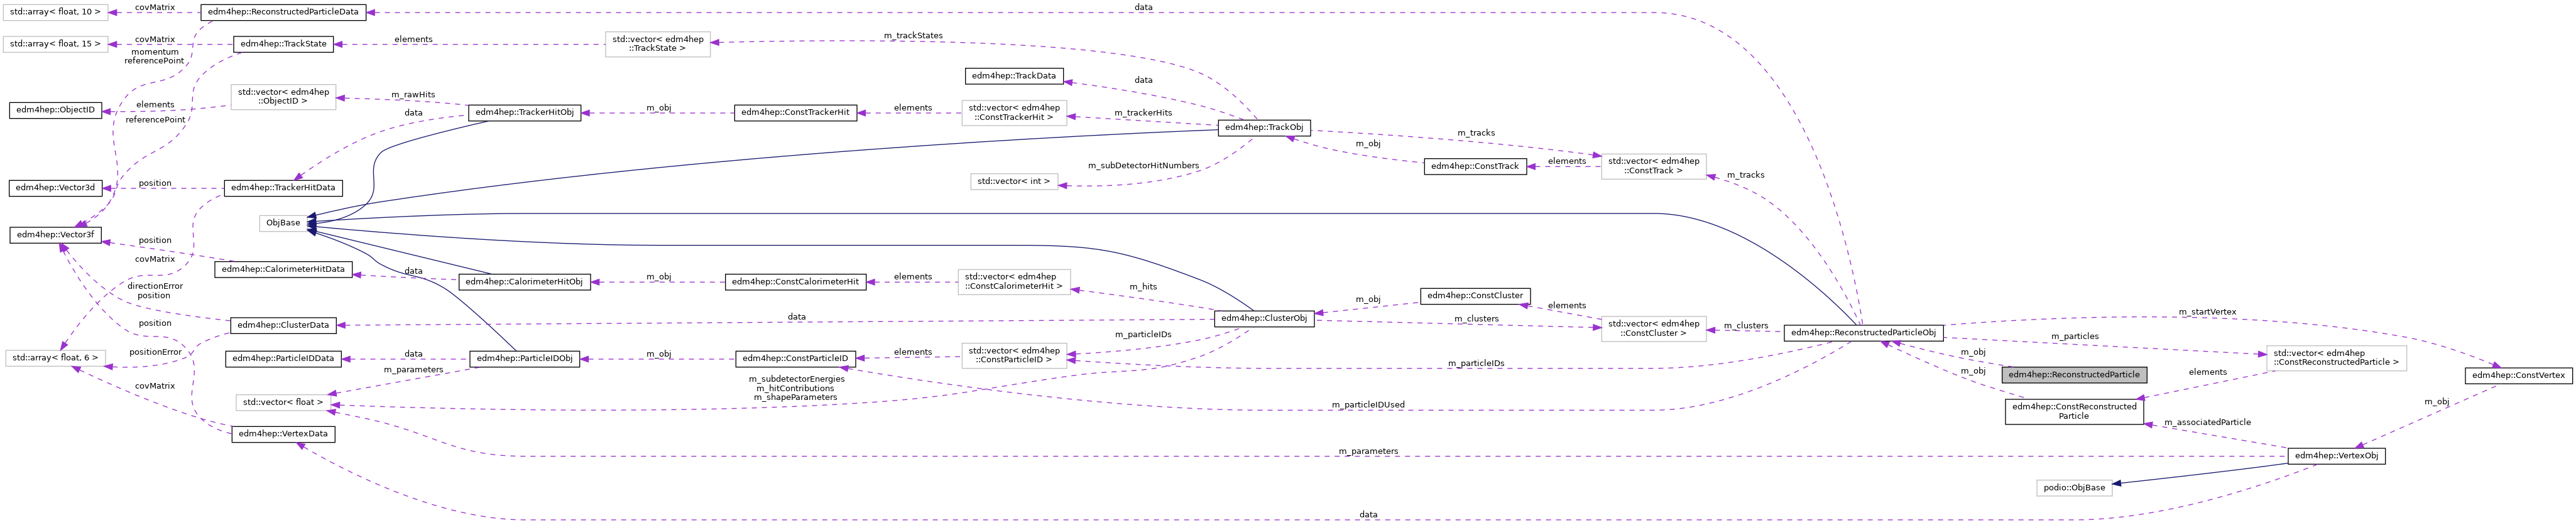 std::array< float, 10 >
covMatrix
edm4hep::ReconstructedParticleData
data
std::array< float, 15 >
covMatrix
edm4hep::TrackState
elements
std::vector< edm4hep
::TrackState >
m_trackStates
momentum
referencePoint
edm4hep::TrackData
data
edm4hep::ObjectID
elements
std::vector< edm4hep
::ObjectID >
m_rawHits
edm4hep::TrackerHitObj
m_obj
edm4hep::ConstTrackerHit
elements
std::vector< edm4hep
::ConstTrackerHit >
m_trackerHits
edm4hep::TrackObj
data
referencePoint
m_tracks
m_obj
edm4hep::ConstTrack
elements
std::vector< edm4hep
::ConstTrack >
m_tracks
m_subDetectorHitNumbers
std::vector< int >
edm4hep::Vector3d
position
edm4hep::TrackerHitData
ObjBase
edm4hep::Vector3f
position
covMatrix
edm4hep::CalorimeterHitData
data
edm4hep::CalorimeterHitObj
m_obj
edm4hep::ConstCalorimeterHit
elements
std::vector< edm4hep
::ConstCalorimeterHit >
m_hits
directionError
position
edm4hep::ConstCluster
m_obj
elements
edm4hep::ClusterData
data
edm4hep::ClusterObj
m_clusters
std::vector< edm4hep
::ConstCluster >
m_clusters
edm4hep::ReconstructedParticleObj
m_startVertex
m_particles
position
m_particleIDs
std::array< float, 6 >
positionError
edm4hep::ParticleIDData
data
edm4hep::ParticleIDObj
m_obj
edm4hep::ConstParticleID
elements
std::vector< edm4hep
::ConstParticleID >
m_particleIDs
m_obj
std::vector< edm4hep
::ConstReconstructedParticle >
m_parameters
m_obj
edm4hep::ReconstructedParticle
elements
edm4hep::ConstVertex
covMatrix
m_subdetectorEnergies
m_hitContributions
m_shapeParameters
std::vector< float >
m_particleIDUsed
edm4hep::ConstReconstructed
Particle
m_obj
m_associatedParticle
edm4hep::VertexData
m_parameters
edm4hep::VertexObj
podio::ObjBase
data